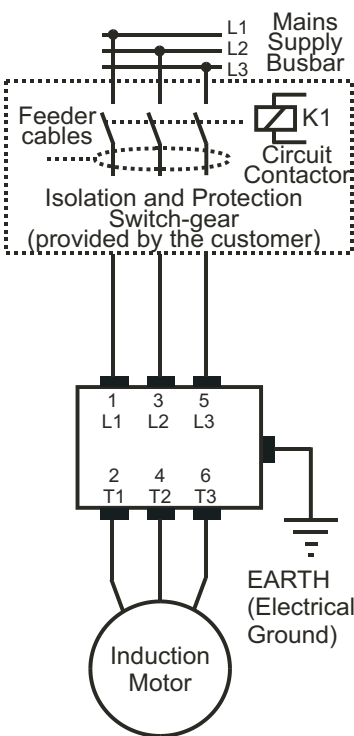 L1
L2
L3
Mains
Supply
Busbar
Feeder
cables
K1
Circuit
Contactor
Isolation and Protection
Switch-gear
(provided by the customer)
1 3 5
L1 L2 L3
2 4 6
T1 T2 T3
EARTH
(Electrical
Ground)
Induction
Motor